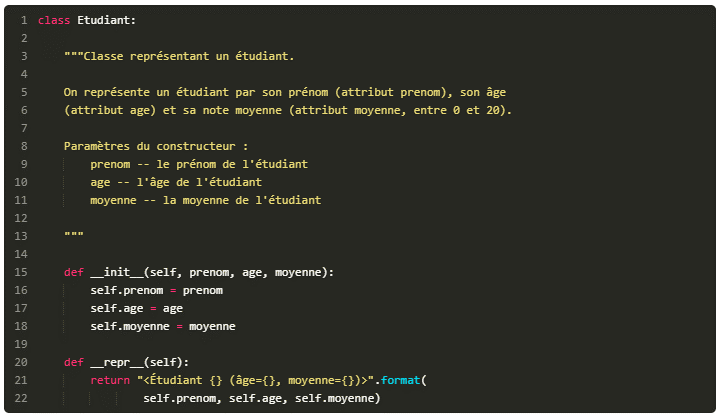 1 class Etudiant:
2
3     """Classe représentant un étudiant.
4
5     On représente un étudiant par son prénom (attribut prenom), son âge
6     (attribut age) et sa note moyenne (attribut moyenne, entre 0 et 20).
7
8     Paramètres du constructeur :
9         prenom -- le prénom de l'étudiant
10         age -- l'âge de l'étudiant
11         moyenne -- la moyenne de l'étudiant
12
13     """
14
15     def __init__(self, prenom, age, moyenne):
16         self.prenom = prenom
17         self.age = age
18         self.moyenne = moyenne
19
20     def __repr__(self):
21         return "<Étudiant {} (âge={}, moyenne={})>".format(
22                 self.prenom, self.age, self.moyenne)